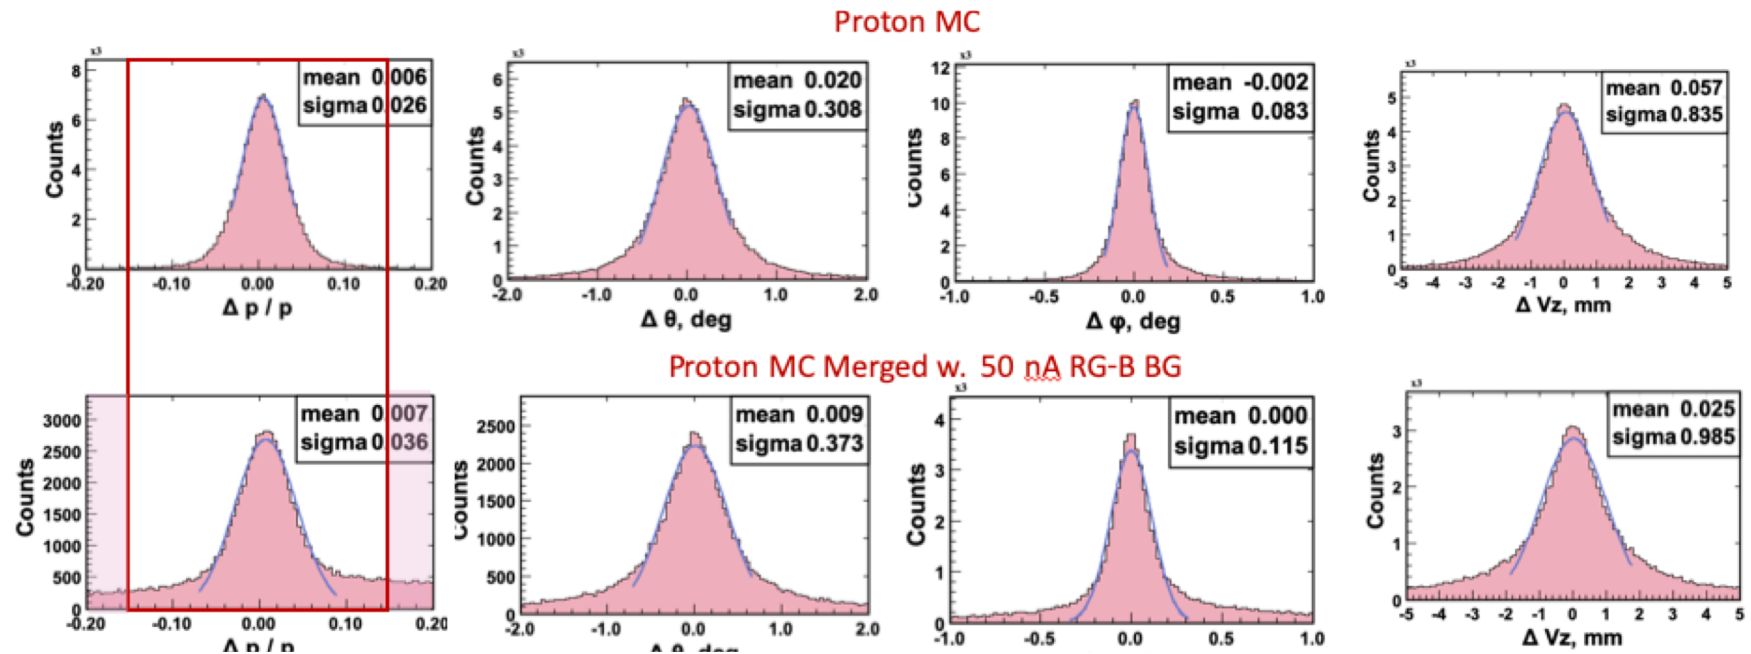 Proton MC
x3
8
6
4
2
0
Counts
mean 0.006
sigma 0.026
-0.20 -0.10 0.00 0.10 0.20
Δ p / p
x3
6
5
4
3
2
1
0
Counts
mean 0.020
sigma 0.308
-2.0 -1.0 0.0 1.0 2.0
Δ θ, deg
x3
12
10
8
6
4
2
0
Counts
mean -0.002
sigma 0.083
-1.0 -0.5 0.0 0.5 1.0
Δ φ, deg
x3
5
4
3
2
1
0
Counts
mean 0.057
sigma 0.835
-5 -4 -3 -2 -1 0 1 2 3 4 5
Δ Vz, mm
Proton MC Merged w. 50 nA RG-B BG
3000
2500
2000
1500
1000
500
0
Counts
mean 0.007
sigma 0.036
-0.20 -0.10 0.00 0.10 0.20
Δ p / p
2500
2000
1500
1000
500
0
Counts
mean 0.009
sigma 0.373
-2.0 -1.0 0.0 1.0 2.0
Δ θ, deg
x3
4
3
2
1
0
Counts
mean 0.000
sigma 0.115
-1.0 -0.5 0.0 0.5 1.0
x3
3
2
1
0
Counts
mean 0.025
sigma 0.985
-5 -4 -3 -2 -1 0 1 2 3 4 5
Δ Vz, mm